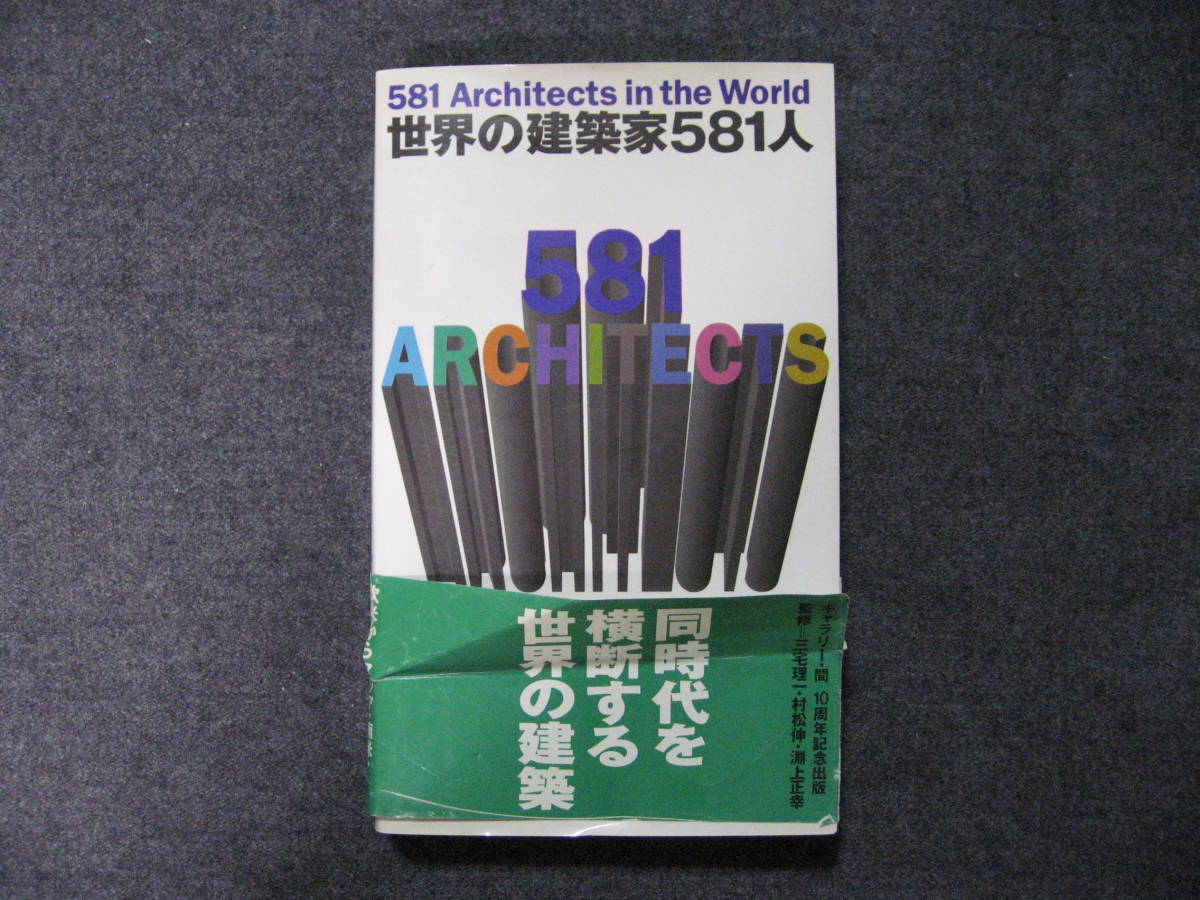 581 Architects in the World
世界の建築家581人
581
ARCHITECTS
ギャラリー・間 10周年記念出版
監修=三宅理一・村松伸・淵上正幸
同時代を
横断する
世界の建築